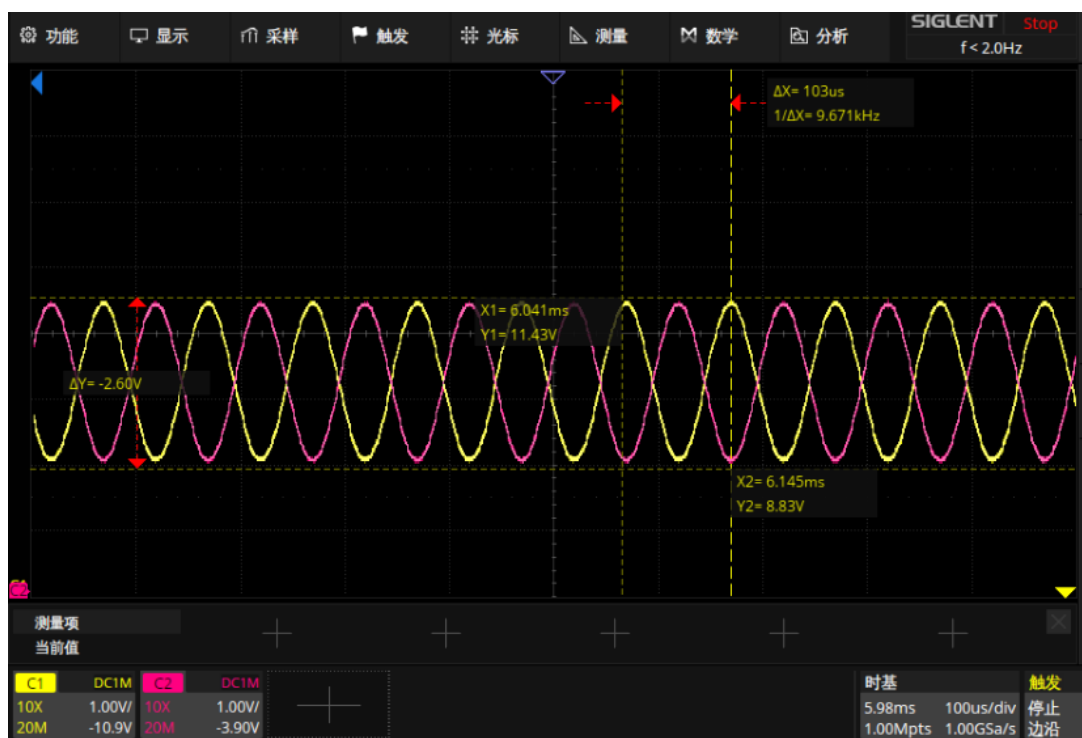 功能 显示 采样 触发 光标 测量 数学 分析 SIGLENT Stop
f < 2.0Hz
ΔX= 103us
1/ΔX= 9.671kHz
X1= 6.041ms
Y1= 11.43V
ΔY= -2.60V
X2= 6.145ms
Y2= 8.83V
C2
测量项
当前值
C1 DC1M C2 DC1M 时基 触发
10X 1.00V/ 10X 1.00V/ 5.98ms 100us/div 停止
20M -10.9V 20M -3.90V 1.00Mpts 1.00GSa/s 边沿